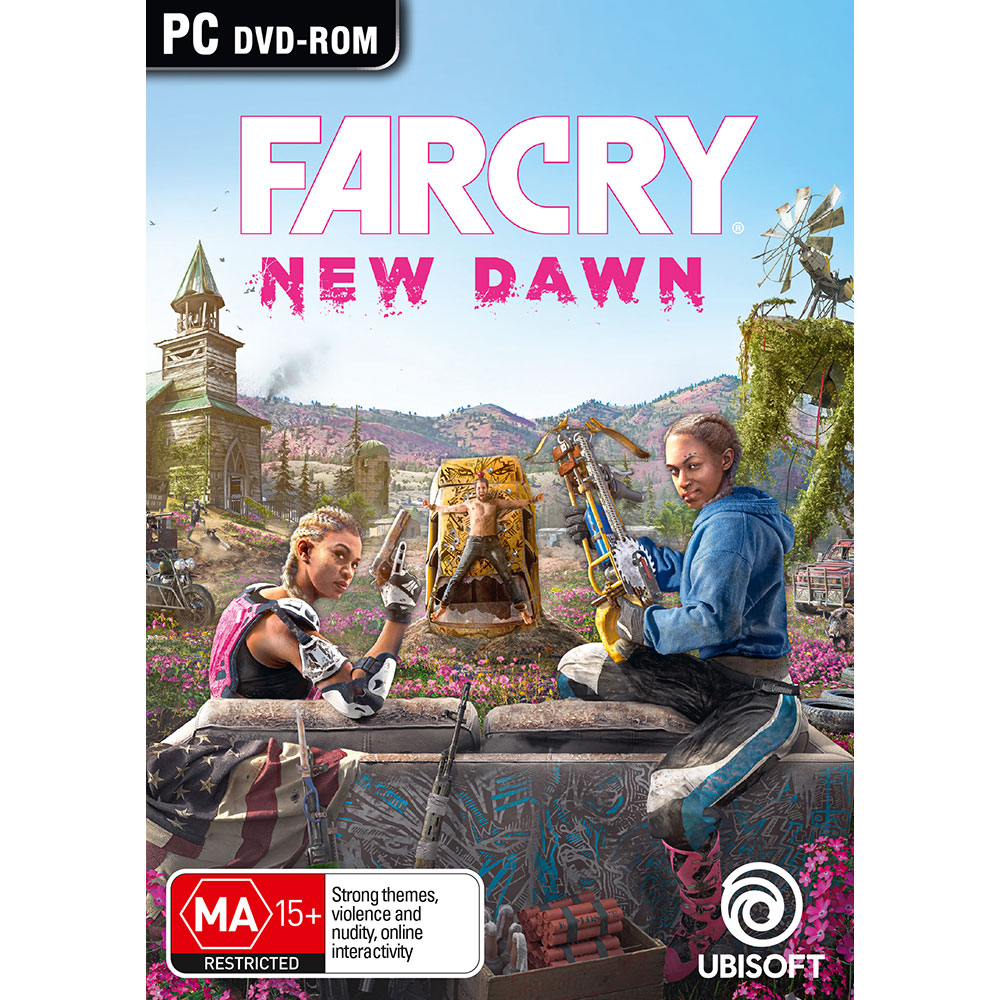 PC DVD-ROM
FARCRY®
NEW DAWN
MA 15+
RESTRICTED
Strong themes,
violence and
nudity, online
interactivity
UBISOFT